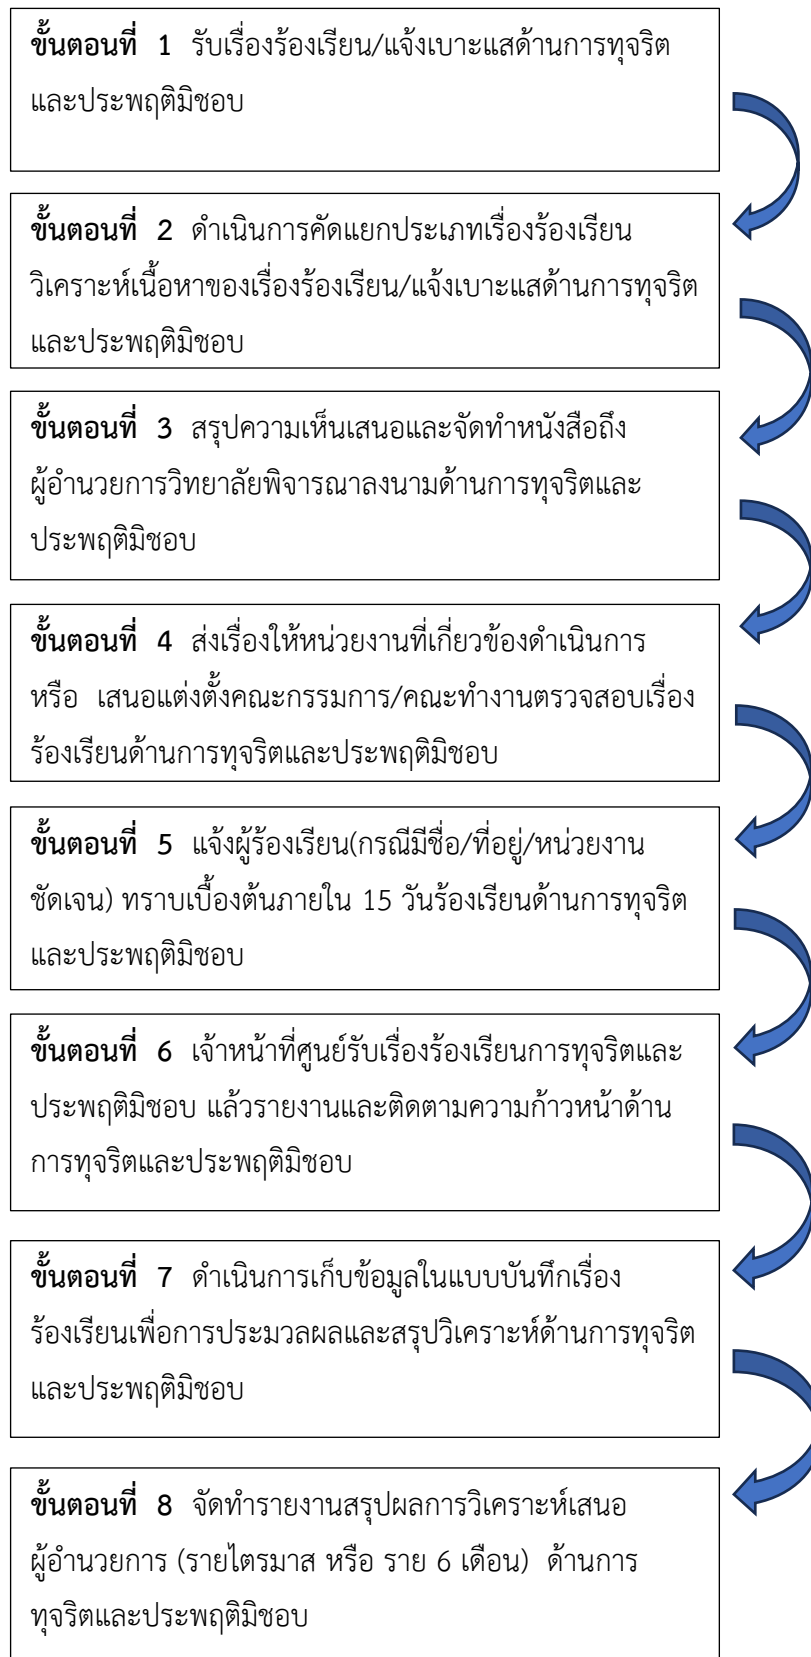 ขั้นตอนที่ 1 รับเรื่องร้องเรียน/แจ้งเบาะแสด้านการทุจริต
และประพฤติมิชอบ
ขั้นตอนที่ 2 ดำเนินการคัดแยกประเภทเรื่องร้องเรียน
วิเคราะห์เนื้อหาของเรื่องร้องเรียน/แจ้งเบาะแสด้านการทุจริต
และประพฤติมิชอบ
ขั้นตอนที่ 3 สรุปความเห็นเสนอและจัดทำหนังสือถึง
ผู้อำนวยการวิทยาลัยพิจารณาลงนามด้านการทุจริตและ
ประพฤติมิชอบ
ขั้นตอนที่ 4 ส่งเรื่องให้หน่วยงานที่เกี่ยวข้องดำเนินการ
หรือ เสนอแต่งตั้งคณะกรรมการ/คณะทำงานตรวจสอบเรื่อง
ร้องเรียนด้านการทุจริตและประพฤติมิชอบ
ขั้นตอนที่ 5 แจ้งผู้ร้องเรียน(กรณีมีชื่อ/ที่อยู่/หน่วยงาน
ชัดเจน) ทราบเบื้องต้นภายใน 15 วันร้องเรียนด้านการทุจริต
และประพฤติมิชอบ
ขั้นตอนที่ 6 เจ้าหน้าที่ศูนย์รับเรื่องร้องเรียนการทุจริตและ
ประพฤติมิชอบ แล้วรายงานและติดตามความก้าวหน้าด้าน
การทุจริตและประพฤติมิชอบ
ขั้นตอนที่ 7 ดำเนินการเก็บข้อมูลในแบบบันทึกเรื่อง
ร้องเรียนเพื่อการประมวลผลและสรุปวิเคราะห์ด้านการทุจริต
และประพฤติมิชอบ
ขั้นตอนที่ 8 จัดทำรายงานสรุปผลการวิเคราะห์เสนอ
ผู้อำนวยการ (รายไตรมาส หรือ ราย 6 เดือน) ด้านการ
ทุจริตและประพฤติมิชอบ